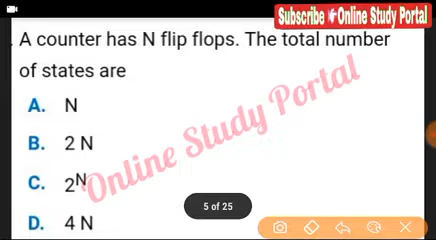 Subscribe Online Study Portal
. A counter has N flip flops. The total number
of states are
A. N
B. 2 N
C. 2ᴺ
D. 4 N
Online Study Portal
5 of 25